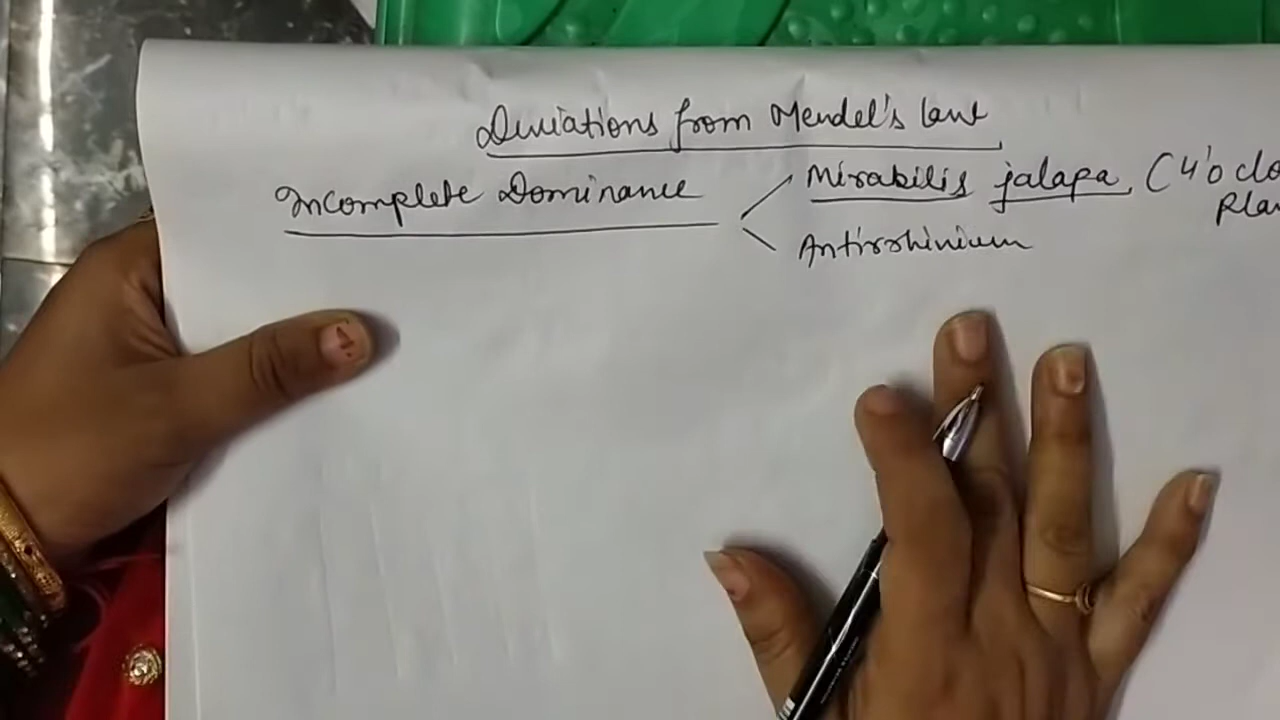 Deviations from Mendel's law
Incomplete Dominance
Mirabilis jalapa, (4'o clo
Plan
Antirrhinium